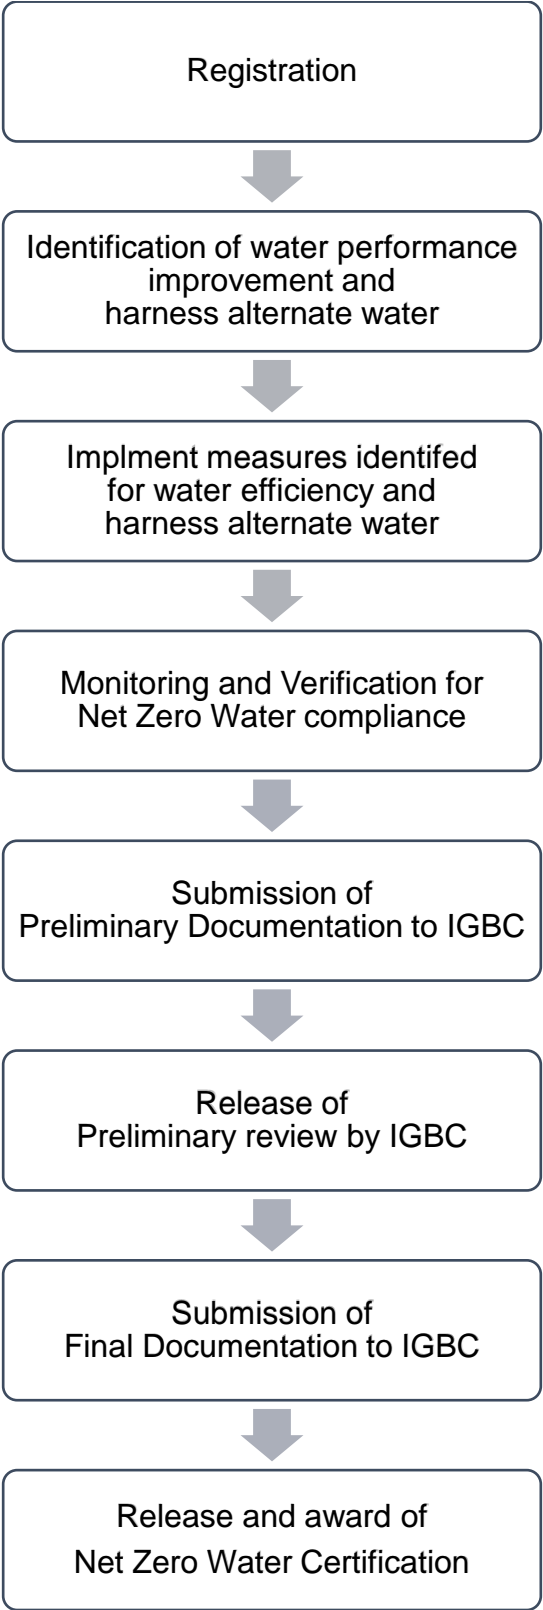 Registration
Identification of water performance
improvement and
harness alternate water
Implment measures identifed
for water efficiency and
harness alternate water
Monitoring and Verification for
Net Zero Water compliance
Submission of
Preliminary Documentation to IGBC
Release of
Preliminary review by IGBC
Submission of
Final Documentation to IGBC
Release and award of
Net Zero Water Certification